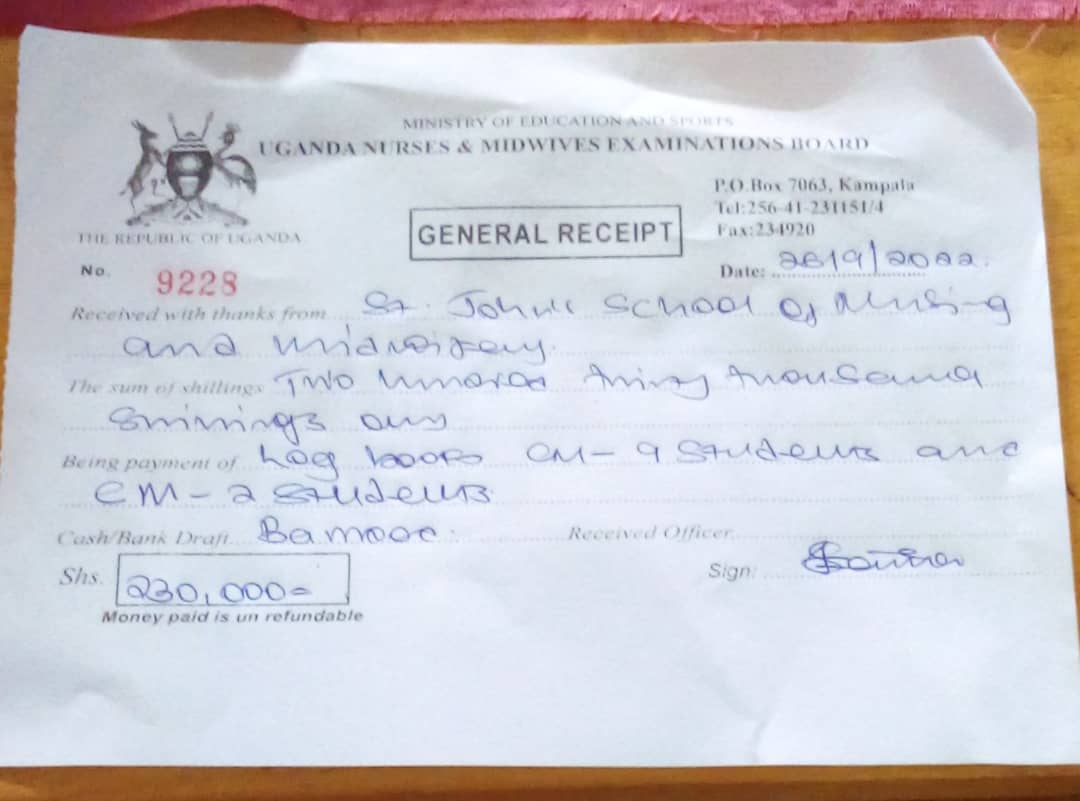 MINISTRY OF EDUCATION AND SPORTS
UGANDA NURSES & MIDWIVES EXAMINATIONS BOARD
P.O.Box 7063, Kampala
Tel:256-41-231151/4
Fax:234920
THE REPUBLIC OF UGANDA
GENERAL RECEIPT
No. 9228
Date: 26/9/2022.
Received with thanks from St. John's School of Nursing
and Midwifery.
The sum of shillings Two Hundred Thirty Thousand
Shillings only
Being payment of Log books CM-9 Students and
EM-2 Students
Cash/Bank Draft Received Officer
Shs. 230,000=
Sign:
Money paid is un refundable